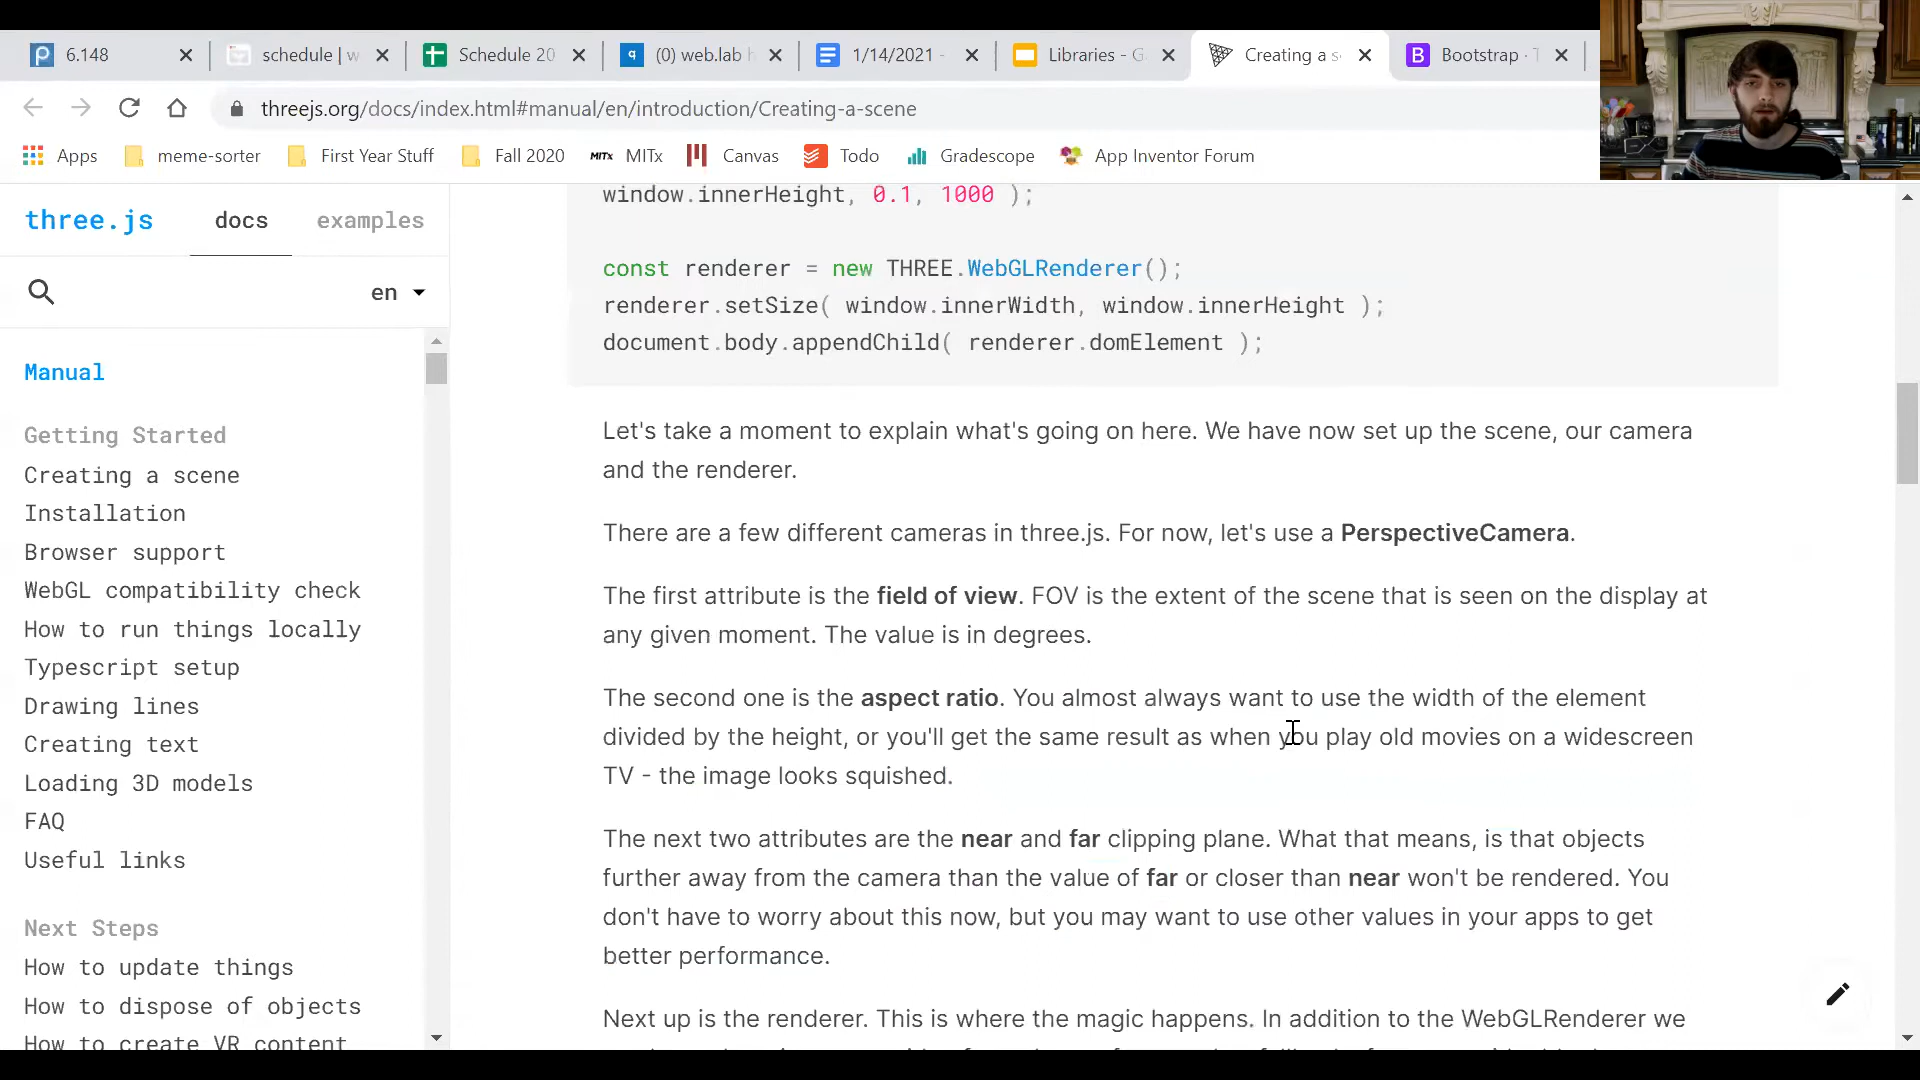 6.148
schedule | w
Schedule 20
(0) web.lab h
1/14/2021 -
Libraries - G
Creating a s
Bootstrap · T
threejs.org/docs/index.html#manual/en/introduction/Creating-a-scene
Apps
meme-sorter
First Year Stuff
Fall 2020
MITx MITx
Canvas
Todo
Gradescope
App Inventor Forum
three.js
docs
examples
en
Manual
Getting Started
Creating a scene
Installation
Browser support
WebGL compatibility check
How to run things locally
Typescript setup
Drawing lines
Creating text
Loading 3D models
FAQ
Useful links
Next Steps
How to update things
How to dispose of objects
How to create VR content
window.innerHeight, 0.1, 1000 );
const renderer = new THREE.WebGLRenderer();
renderer.setSize( window.innerWidth, window.innerHeight );
document.body.appendChild( renderer.domElement );
Let's take a moment to explain what's going on here. We have now set up the scene, our camera
and the renderer.
There are a few different cameras in three.js. For now, let's use a PerspectiveCamera.
The first attribute is the field of view. FOV is the extent of the scene that is seen on the display at
any given moment. The value is in degrees.
The second one is the aspect ratio. You almost always want to use the width of the element
divided by the height, or you'll get the same result as when you play old movies on a widescreen
TV - the image looks squished.
The next two attributes are the near and far clipping plane. What that means, is that objects
further away from the camera than the value of far or closer than near won't be rendered. You
don't have to worry about this now, but you may want to use other values in your apps to get
better performance.
Next up is the renderer. This is where the magic happens. In addition to the WebGLRenderer we